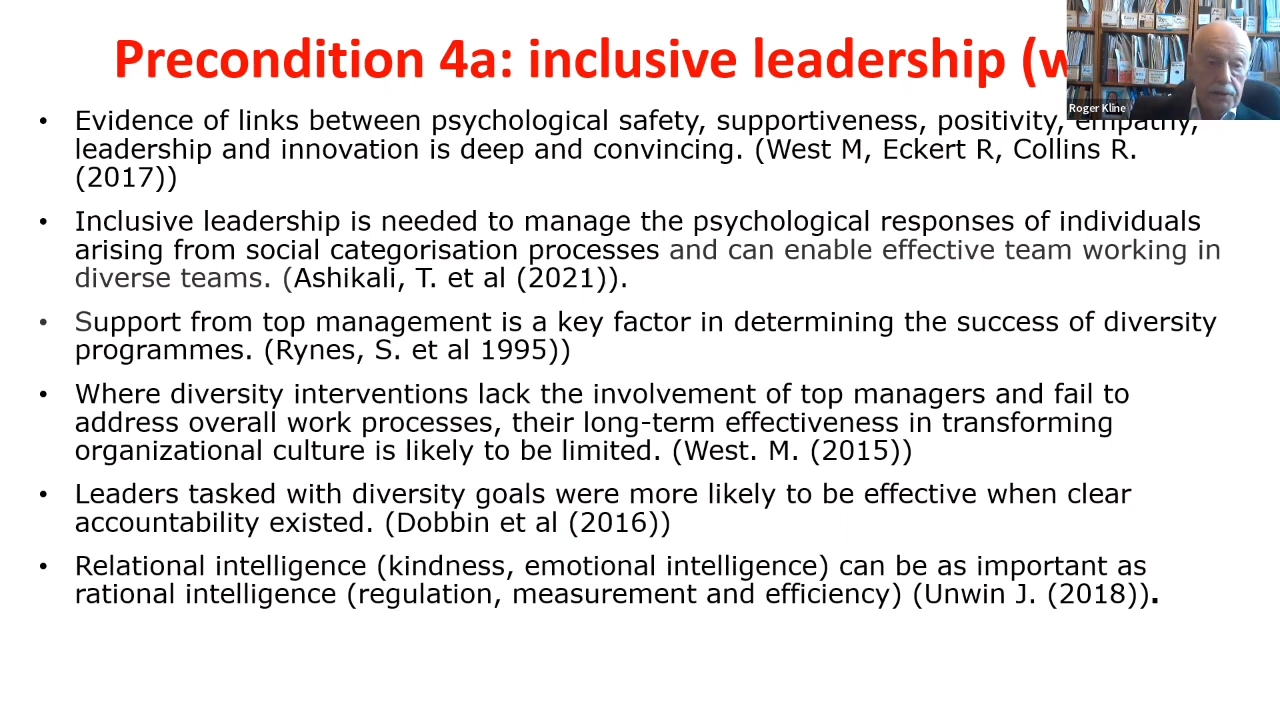 Precondition 4a: inclusive leadership (w
Roger Kline
• Evidence of links between psychological safety, supportiveness, positivity, empathy,
leadership and innovation is deep and convincing. (West M, Eckert R, Collins R.
(2017))
• Inclusive leadership is needed to manage the psychological responses of individuals
arising from social categorisation processes and can enable effective team working in
diverse teams. (Ashikali, T. et al (2021)).
• Support from top management is a key factor in determining the success of diversity
programmes. (Rynes, S. et al 1995))
• Where diversity interventions lack the involvement of top managers and fail to
address overall work processes, their long-term effectiveness in transforming
organizational culture is likely to be limited. (West. M. (2015))
• Leaders tasked with diversity goals were more likely to be effective when clear
accountability existed. (Dobbin et al (2016))
• Relational intelligence (kindness, emotional intelligence) can be as important as
rational intelligence (regulation, measurement and efficiency) (Unwin J. (2018)).